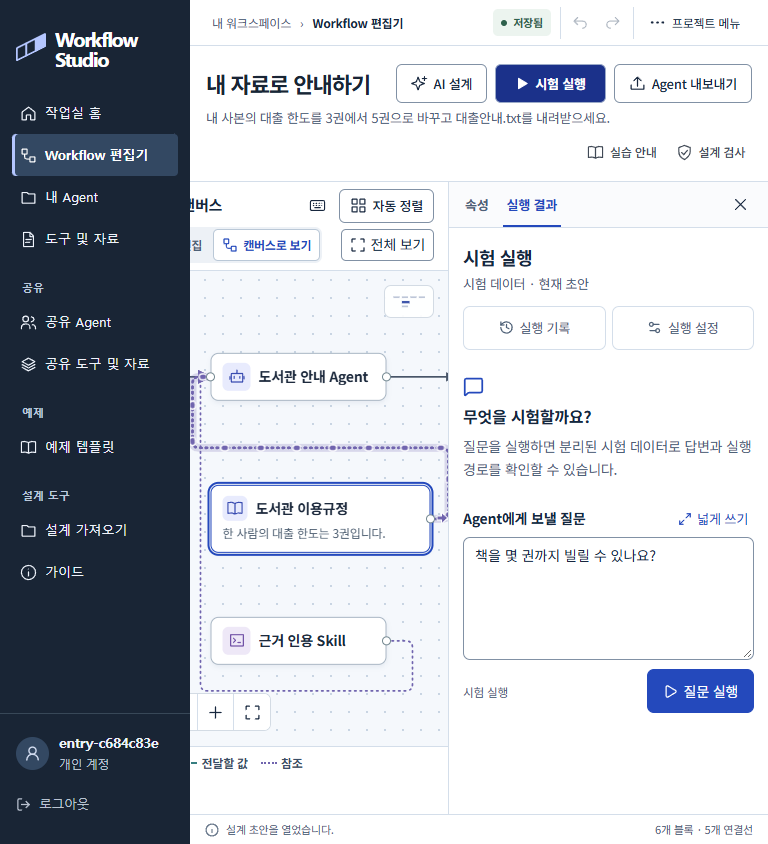 Workflow
Studio
작업실 홈
Workflow 편집기
내 Agent
도구 및 자료
공유
공유 Agent
공유 도구 및 자료
예제
예제 템플릿
설계 도구
설계 가져오기
가이드
entry-c684c83e
개인 계정
로그아웃
내 워크스페이스 › Workflow 편집기
저장됨
프로젝트 메뉴
내 자료로 안내하기
AI 설계
시험 실행
Agent 내보내기
내 사본의 대출 한도를 3권에서 5권으로 바꾸고 대출안내.txt를 내려받으세요.
실습 안내
설계 검사
캔버스
자동 정렬
집
캔버스로 보기
전체 보기
도서관 안내 Agent
도서관 이용규정
한 사람의 대출 한도는 3권입니다.
근거 인용 Skill
전달할 값
참조
속성
실행 결과
시험 실행
시험 데이터 · 현재 초안
실행 기록
실행 설정
무엇을 시험할까요?
질문을 실행하면 분리된 시험 데이터로 답변과 실행
경로를 확인할 수 있습니다.
Agent에게 보낼 질문
넓게 쓰기
책을 몇 권까지 빌릴 수 있나요?
시험 실행
질문 실행
설계 초안을 열었습니다.
6개 블록 · 5개 연결선